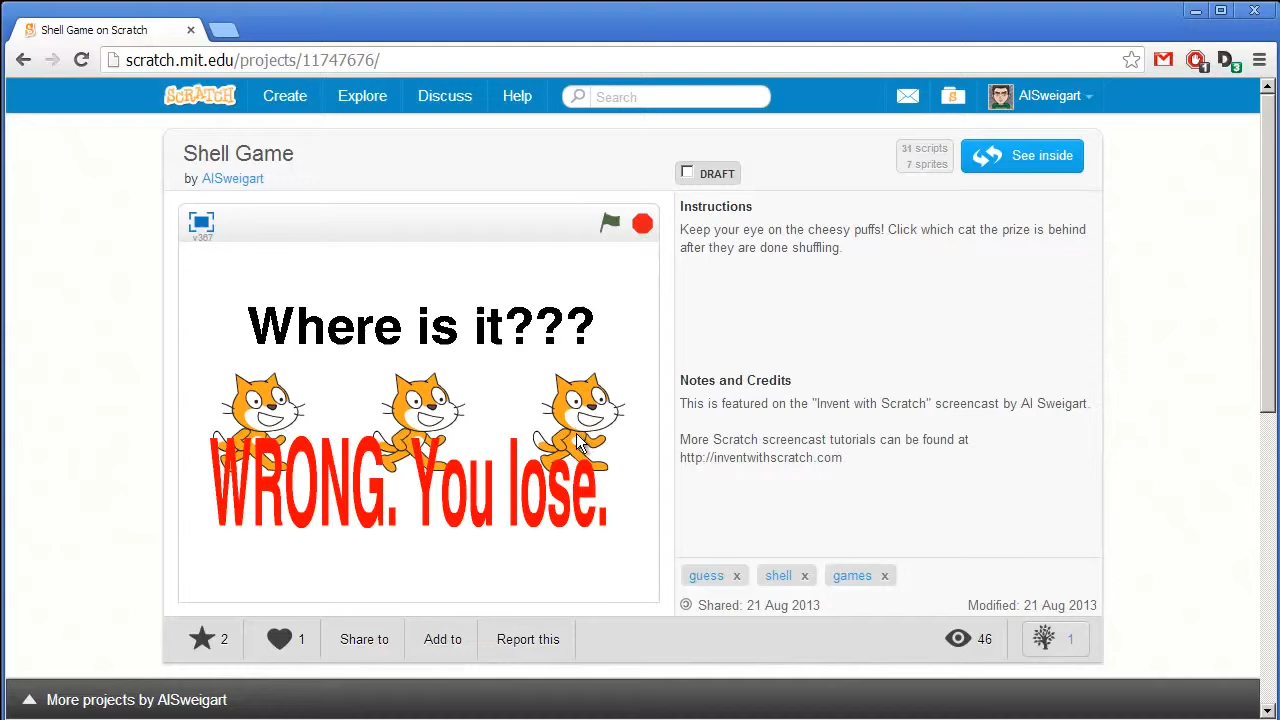 Shell Game on Scratch
scratch.mit.edu/projects/11747676/
1
D
3
SCRATCH
Create
Explore
Discuss
Help
Search
S
AlSweigart
Shell Game
by AlSweigart
DRAFT
31 scripts
7 sprites
See inside
v387
Where is it???
WRONG. You lose.
Instructions
Keep your eye on the cheesy puffs! Click which cat the prize is behind
after they are done shuffling.
Notes and Credits
This is featured on the "Invent with Scratch" screencast by Al Sweigart.
More Scratch screencast tutorials can be found at
http://inventwithscratch.com
guess x
shell x
games x
Shared: 21 Aug 2013
Modified: 21 Aug 2013
2
1
Share to
Add to
Report this
46
1
More projects by AlSweigart